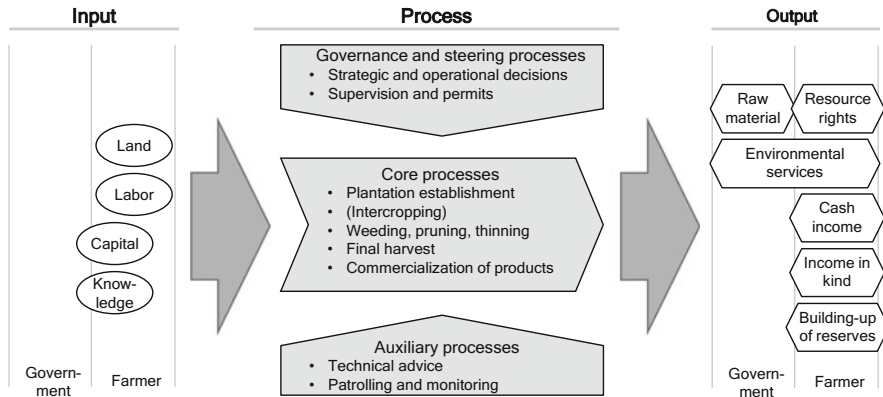 Input
Process
Output
Land
Labor
Capital
Know-
ledge
Govern-
ment
Farmer
Governance and steering processes
• Strategic and operational decisions
• Supervision and permits
Core processes
• Plantation establishment
• (Intercropping)
• Weeding, pruning, thinning
• Final harvest
• Commercialization of products
Auxiliary processes
• Technical advice
• Patrolling and monitoring
Raw
material
Resource
rights
Environmental
services
Cash
income
Income in
kind
Building-up
of reserves
Govern-
ment
Farmer